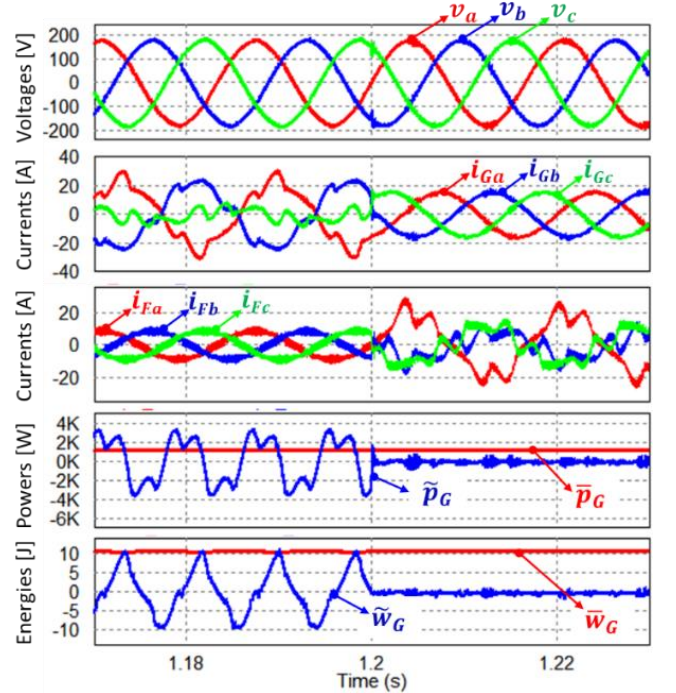 v_a v_b v_c
Voltages [V]
200
100
0
-100
-200
i_Ga i_Gb i_Gc
Currents [A]
40
20
0
-20
-40
i_Fa i_Fb i_Fc
Currents [A]
20
0
-20
Powers [W]
4K
2K
0K
-2K
-4K
-6K
p̃_G p̄_G
Energies [J]
10
5
0
-5
-10
w̃_G w̄_G
1.18 1.2 1.22
Time (s)